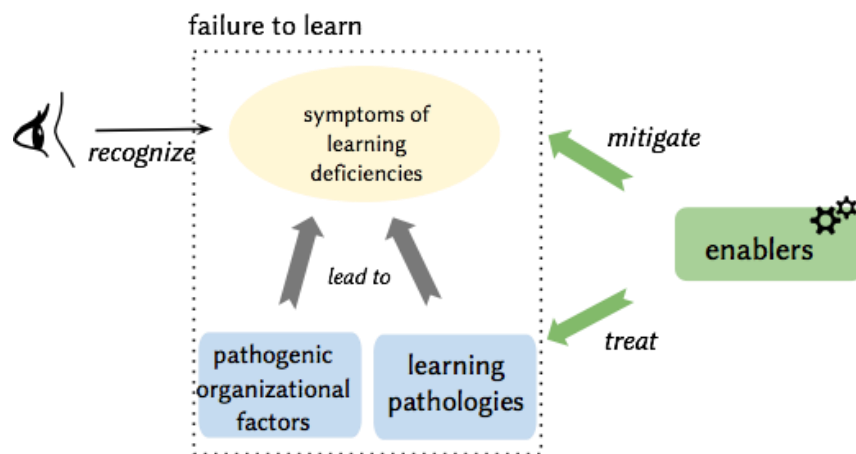 failure to learn
symptoms of
learning
deficiencies
recognize
mitigate
enablers
lead to
treat
pathogenic
organizational
factors
learning
pathologies